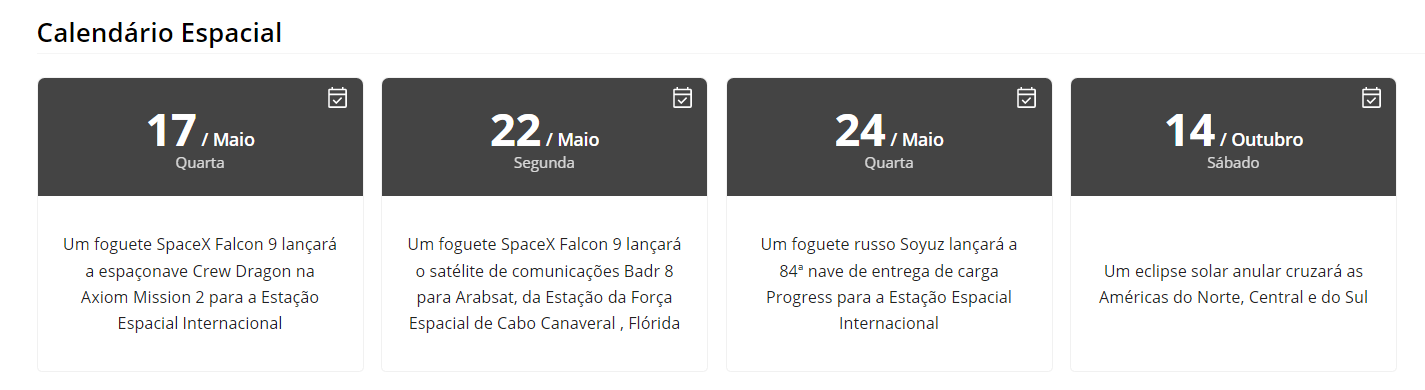 Calendário Espacial
17 / Maio
Quarta
Um foguete SpaceX Falcon 9 lançará
a espaçonave Crew Dragon na
Axiom Mission 2 para a Estação
Espacial Internacional
22 / Maio
Segunda
Um foguete SpaceX Falcon 9 lançará
o satélite de comunicações Badr 8
para Arabsat, da Estação da Força
Espacial de Cabo Canaveral , Flórida
24 / Maio
Quarta
Um foguete russo Soyuz lançará a
84ª nave de entrega de carga
Progress para a Estação Espacial
Internacional
14 / Outubro
Sábado
Um eclipse solar anular cruzará as
Américas do Norte, Central e do Sul